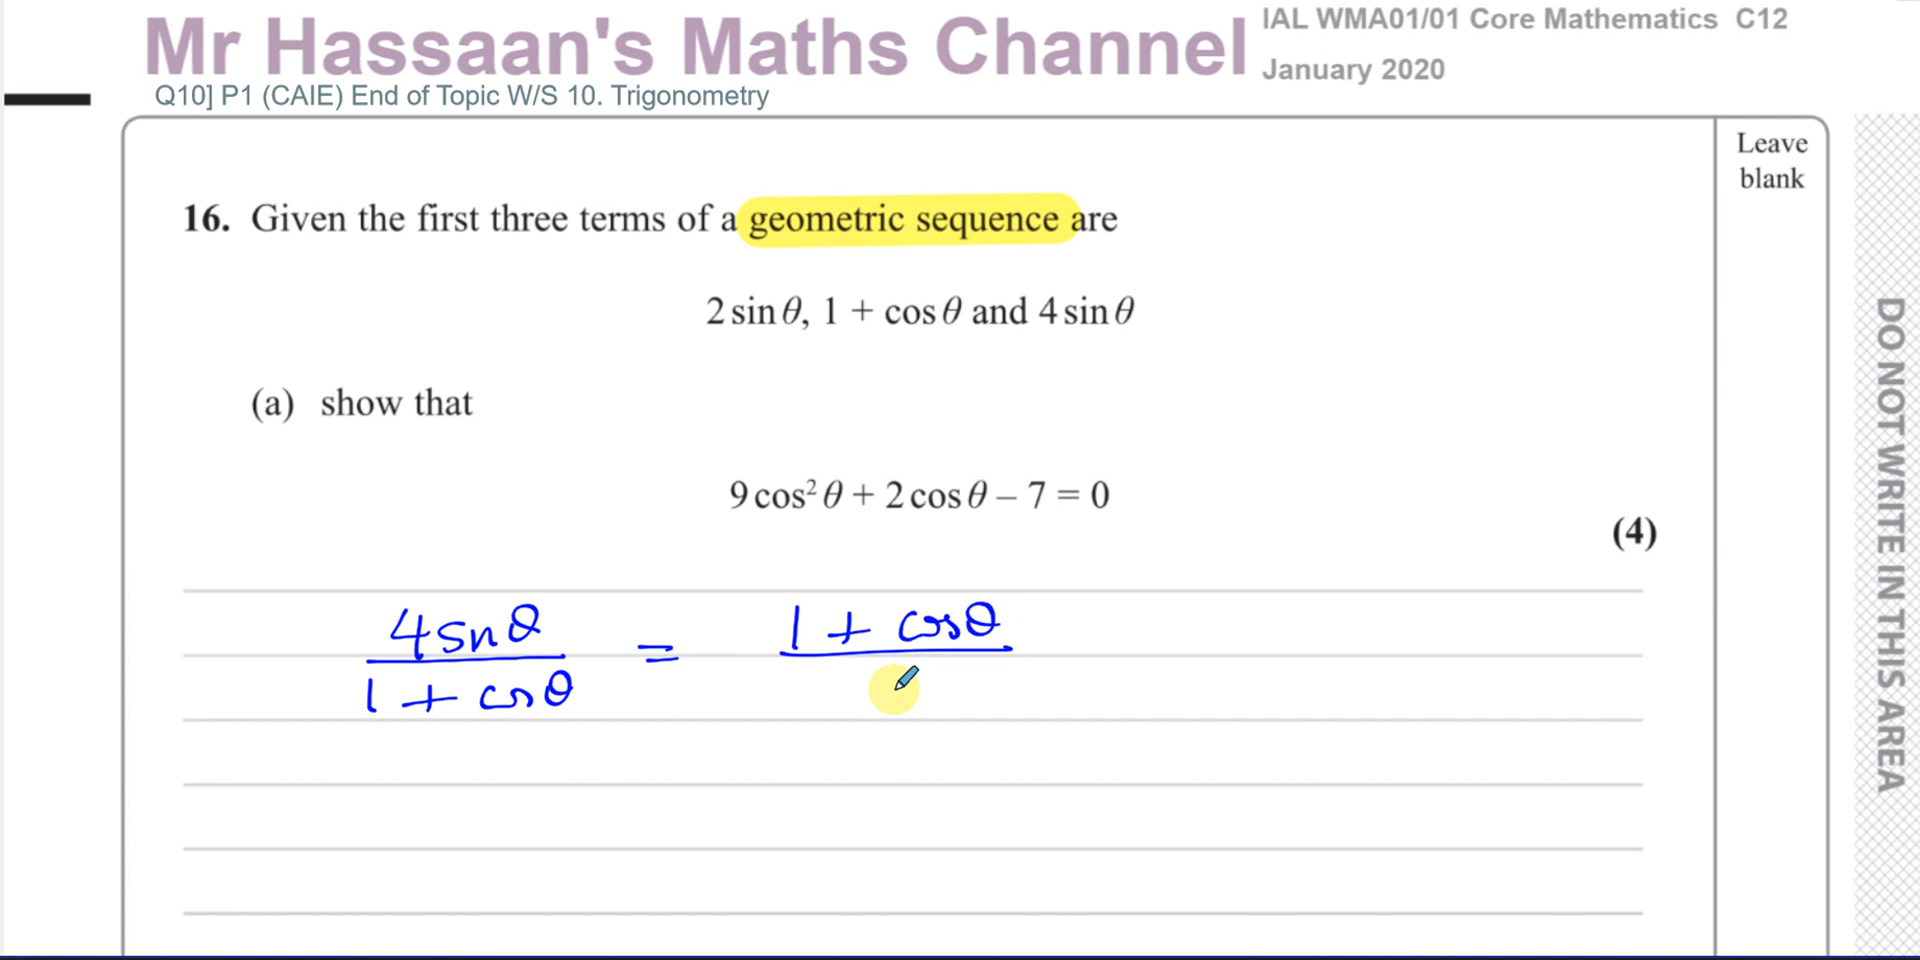 Mr Hassaan's Maths Channel
IAL WMA01/01 Core Mathematics C12
January 2020
Q10] P1 (CAIE) End of Topic W/S 10. Trigonometry
Leave
blank
16. Given the first three terms of a geometric sequence are
2 sin θ, 1 + cos θ and 4 sin θ
(a) show that
9 cos² θ + 2 cos θ – 7 = 0
(4)
4 sin θ / 1 + cos θ = 1 + cos θ
DO NOT WRITE IN THIS AREA